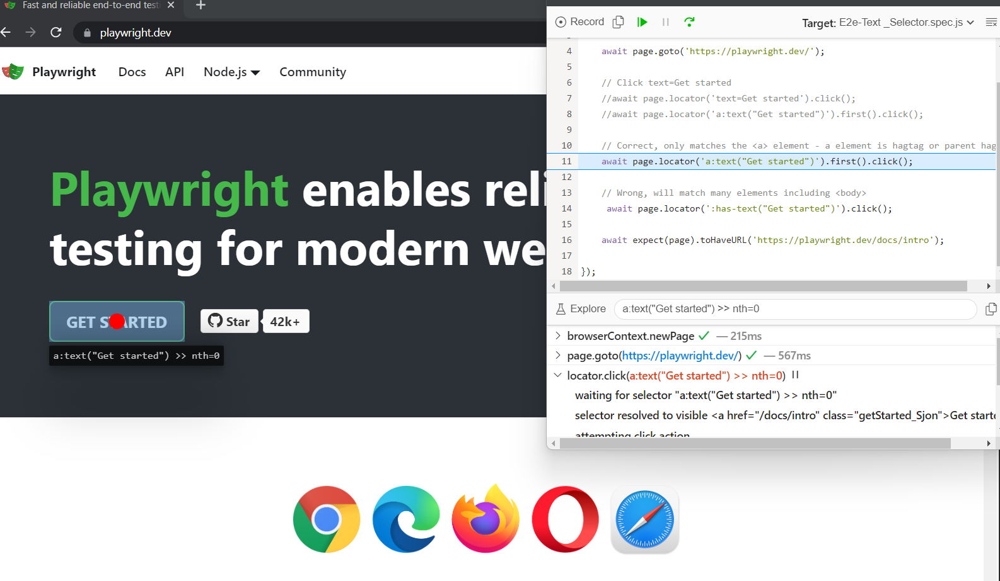 Fast and reliable end-to-end test
playwright.dev
Playwright Docs API Node.js Community
Playwright enables reli
testing for modern we
GET STARTED
Star 42k+
a:text("Get started") >> nth=0
Record
Target: E2e-Text _Selector.spec.js
4 await page.goto('https://playwright.dev/');
5
6 // Click text=Get started
7 //await page.locator('text=Get started').click();
8 //await page.locator('a:text("Get started")').first().click();
9
10 // Correct, only matches the <a> element - a element is hagtag or parent hag
11 await page.locator('a:text("Get started")').first().click();
12
13 // Wrong, will match many elements including <body>
14 await page.locator(':has-text("Get started")').click();
15
16 await expect(page).toHaveURL('https://playwright.dev/docs/intro');
17
18 });
Explore a:text("Get started") >> nth=0
browserContext.newPage ✓ — 215ms
page.goto(https://playwright.dev/) ✓ — 567ms
locator.click(a:text("Get started") >> nth=0)
waiting for selector "a:text("Get started") >> nth=0"
selector resolved to visible <a href="/docs/intro" class="getStarted_Sjon">Get starte
attempting click action